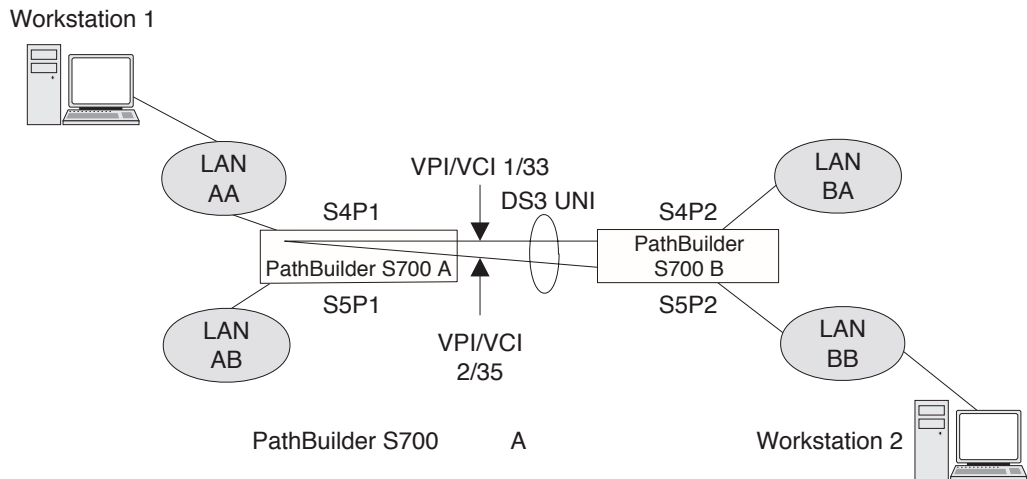 Workstation 1
LAN
AA
VPI/VCI 1/33
LAN
BA
S4P1
DS3 UNI
S4P2
PathBuilder S700 A
PathBuilder
S700 B
S5P1
S5P2
LAN
AB
VPI/VCI
2/35
LAN
BB
PathBuilder S700 A
Workstation 2